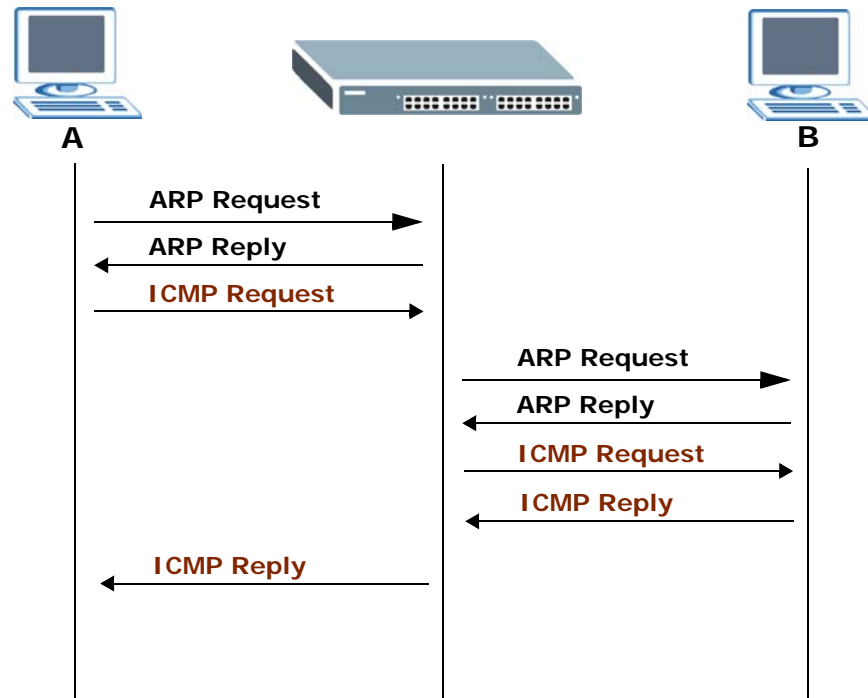 A
B
ARP Request
ARP Reply
ICMP Request
ARP Request
ARP Reply
ICMP Request
ICMP Reply
ICMP Reply